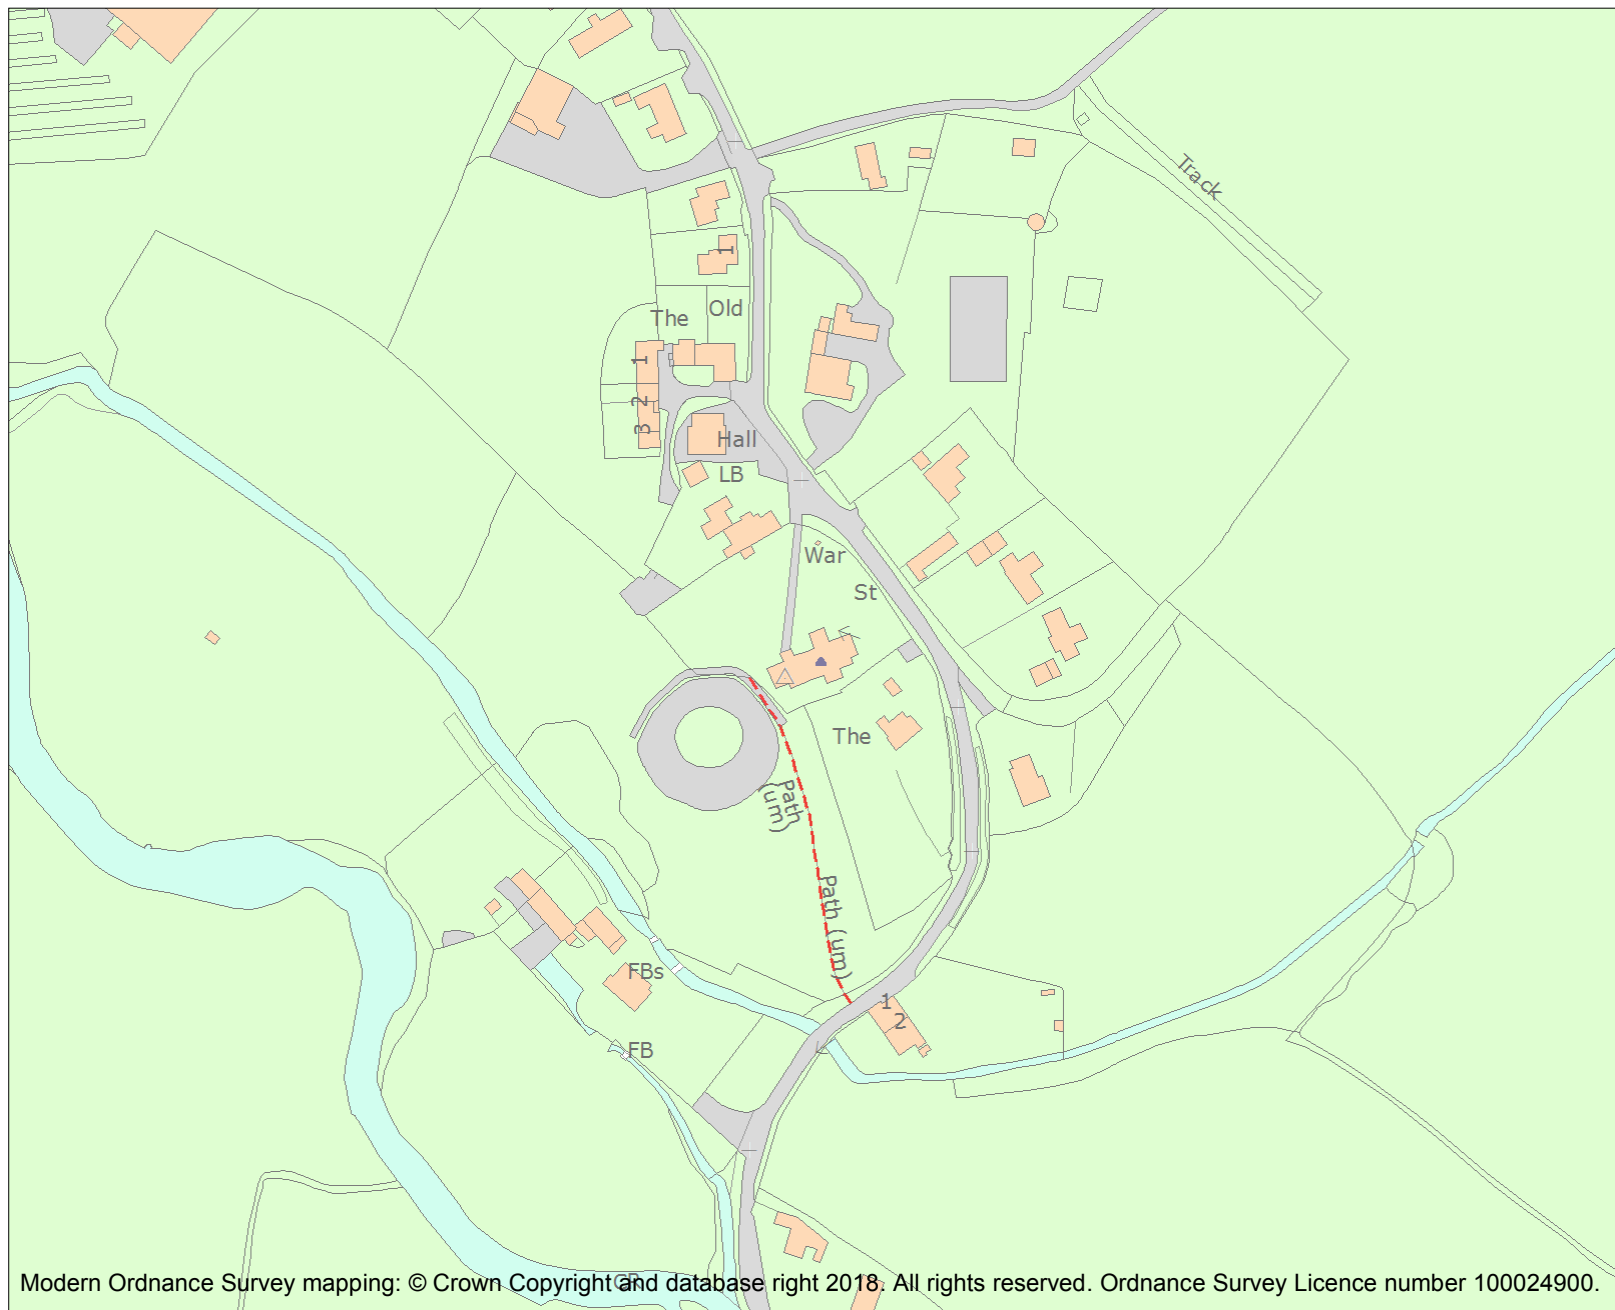 Track
1
The
Old
1
2
3
Hall
LB
War
St
The
Path
(um)
Path (um)
FBs
1
2
FB
GP
Modern Ordnance Survey mapping: © Crown Copyright and database right 2018. All rights reserved. Ordnance Survey Licence number 100024900.